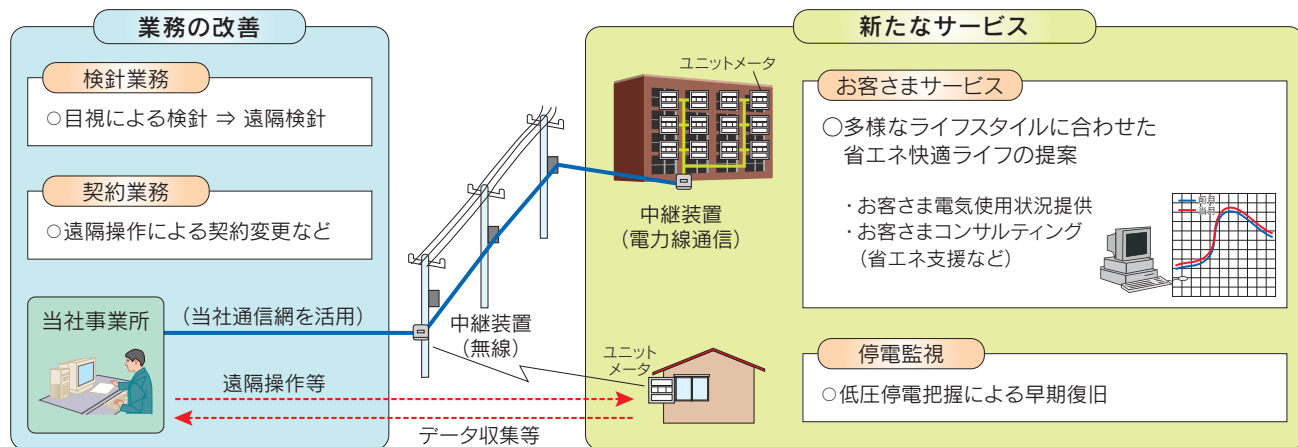 業務の改善
検針業務
○目視による検針 ⇒ 遠隔検針
契約業務
○遠隔操作による契約変更など
当社事業所
(当社通信網を活用)
中継装置
(無線)
遠隔操作等
データ収集等
新たなサービス
ユニットメータ
中継装置
(電力線通信)
ユニット
メータ
お客さまサービス
○多様なライフスタイルに合わせた
省エネ快適ライフの提案
・お客さま電気使用状況提供
・お客さまコンサルティング
(省エネ支援など)
前月
当月
停電監視
○低圧停電把握による早期復旧